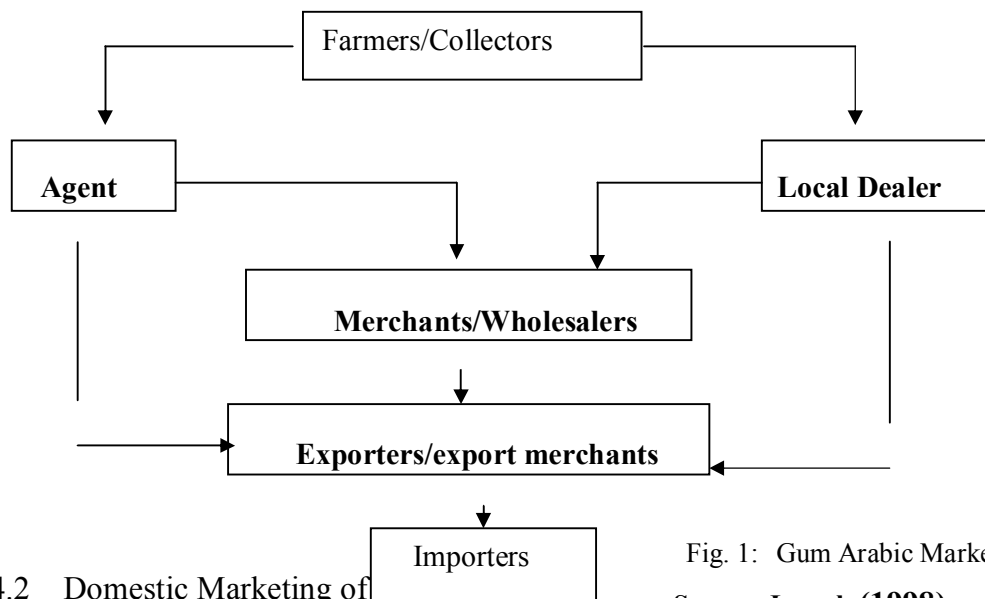 Farmers/Collectors
Agent
Local Dealer
Merchants/Wholesalers
Exporters/export merchants
Importers
Fig. 1: Gum Arabic
4.2 Domestic Marketing of
(1998)